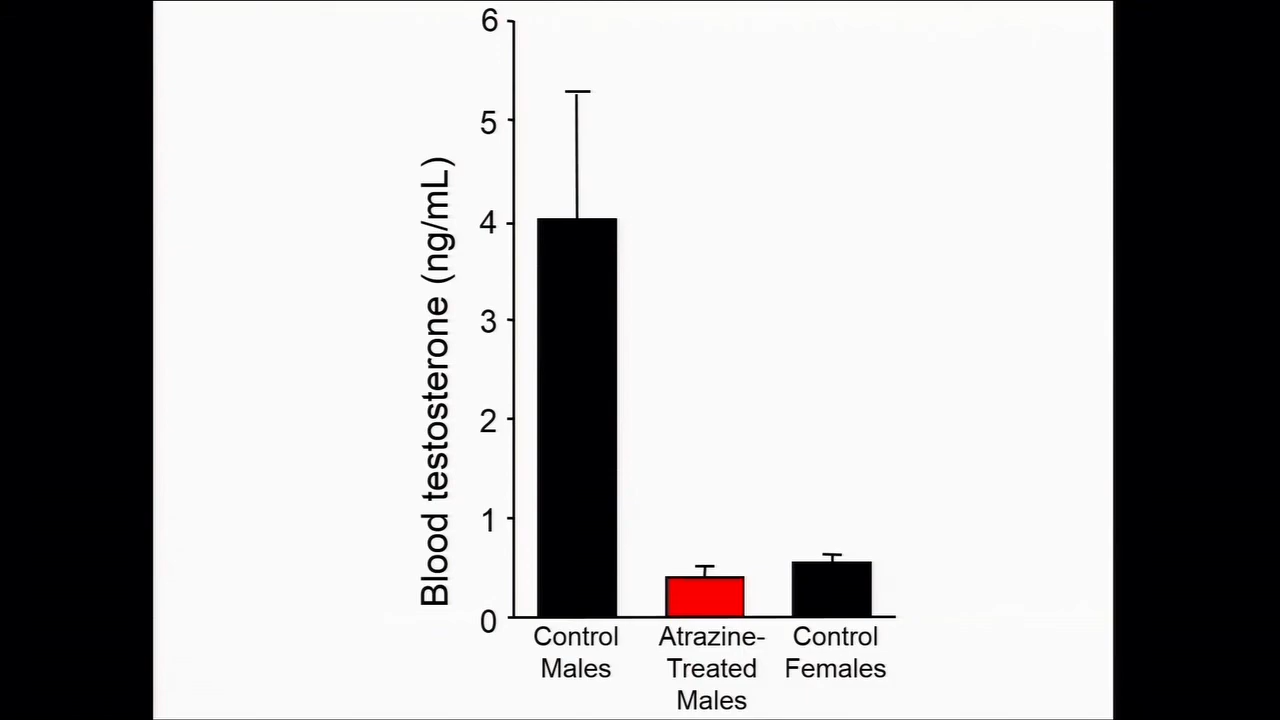 6
5
4
3
2
1
0
Blood testosterone (ng/mL)
Control
Males
Atrazine-
Treated
Males
Control
Females